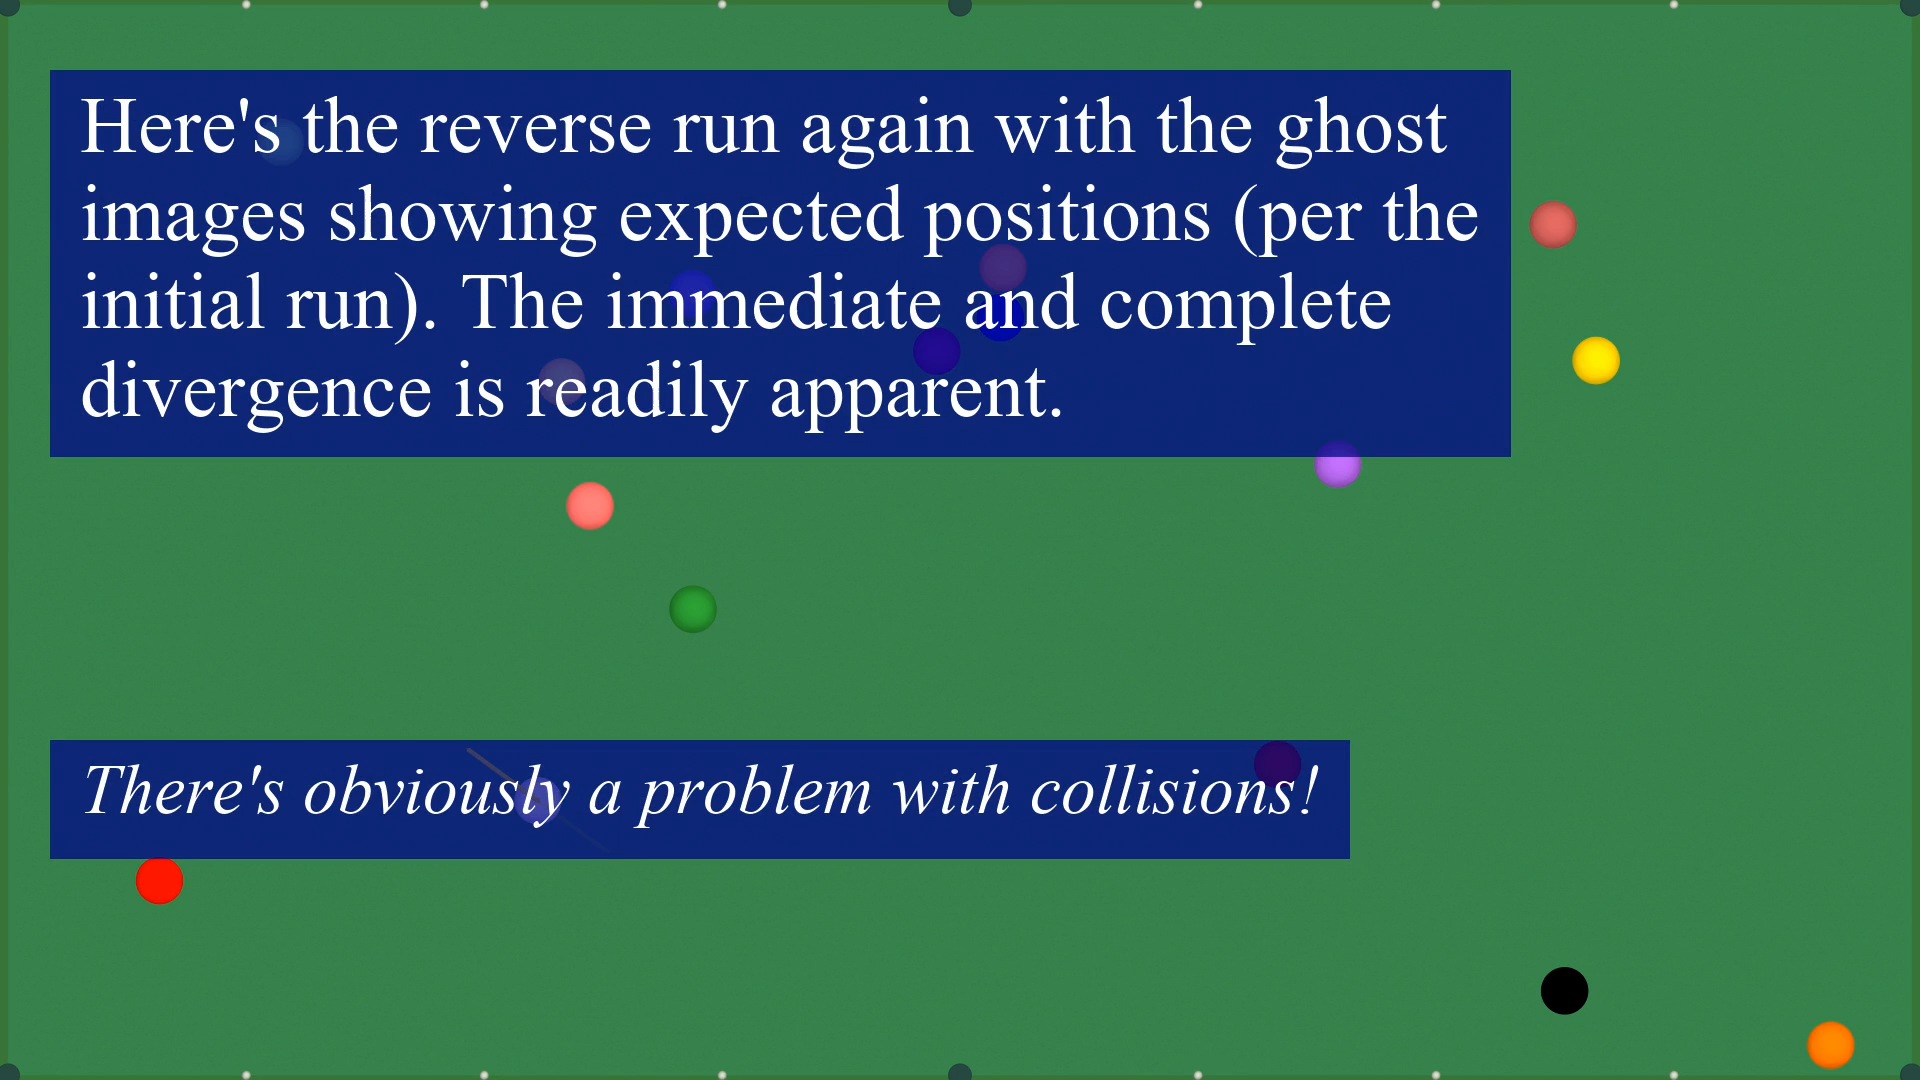 Here's the reverse run again with the ghost
images showing expected positions (per the
initial run). The immediate and complete
divergence is readily apparent.
There's obviously a problem with collisions!